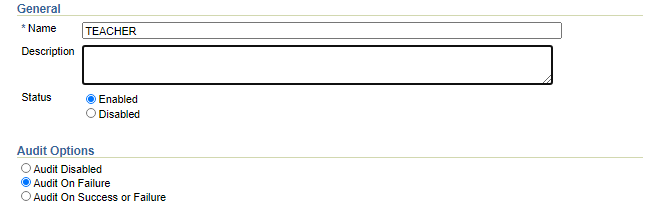 General
* Name TEACHER
Description
Status Enabled
Disabled
Audit Options
Audit Disabled
Audit On Failure
Audit On Success or Failure